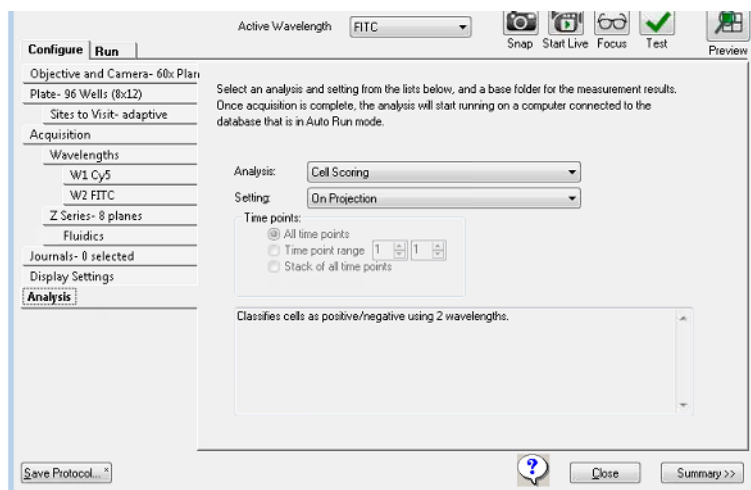 Active Wavelength FITC
Snap Start Live Focus Test Preview
Configure Run
Objective and Camera- 60x Plan
Plate- 96 Wells (8x12)
Sites to Visit- adaptive
Acquisition
Wavelengths
W1 Cy5
W2 FITC
Z Series- 8 planes
Fluidics
Journals- 0 selected
Display Settings
Analysis
Select an analysis and setting from the lists below, and a base folder for the measurement results.
Once acquisition is complete, the analysis will start running on a computer connected to the
database that is in Auto Run mode.
Analysis: Cell Scoring
Setting: On Projection
Time points:
All time points
Time point range 1 1
Stack of all time points
Classifies cells as positive/negative using 2 wavelengths.
Save Protocol... * ? Close Summary >>